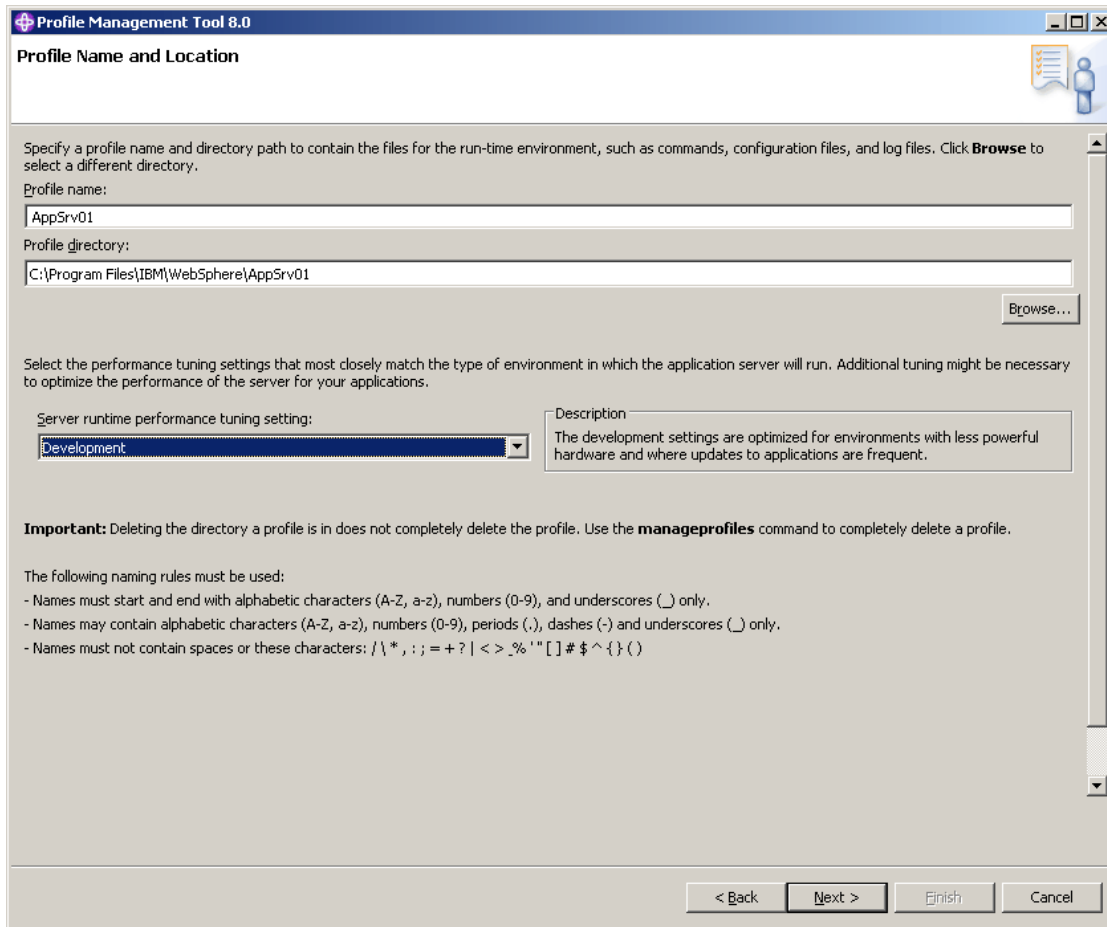 Profile Management Tool 8.0
Profile Name and Location
Specify a profile name and directory path to contain the files for the run-time environment, such as commands, configuration files, and log files. Click Browse to
select a different directory.
Profile name:
AppSrv01
Profile directory:
C:\Program Files\IBM\WebSphere\AppSrv01
Browse...
Select the performance tuning settings that most closely match the type of environment in which the application server will run. Additional tuning might be necessary
to optimize the performance of the server for your applications.
Server runtime performance tuning setting:
Development
Description
The development settings are optimized for environments with less powerful
hardware and where updates to applications are frequent.
Important: Deleting the directory a profile is in does not completely delete the profile. Use the manageprofiles command to completely delete a profile.
The following naming rules must be used:
- Names must start and end with alphabetic characters (A-Z, a-z), numbers (0-9), and underscores (_) only.
- Names may contain alphabetic characters (A-Z, a-z), numbers (0-9), periods (.), dashes (-) and underscores (_) only.
- Names must not contain spaces or these characters: / \ * , : ; = + ? | < > _% ' " [ ] # $ ^ { } ( )
< Back
Next >
Finish
Cancel